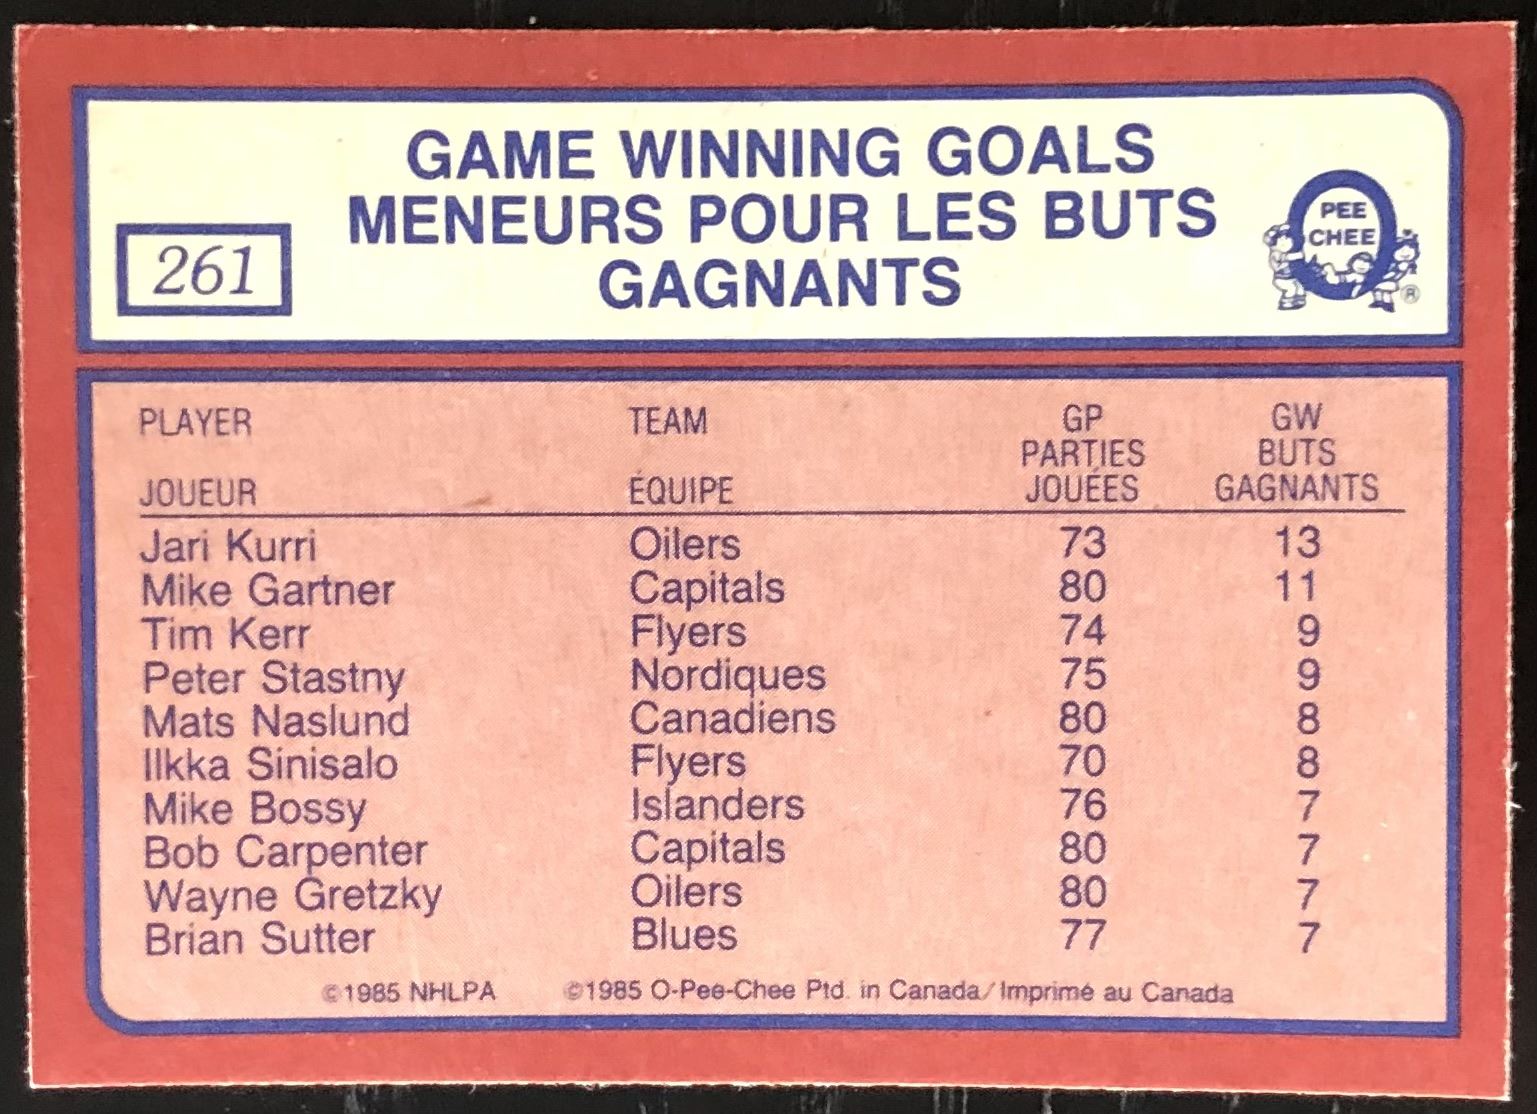 GAME WINNING GOALS
MENEURS POUR LES BUTS
GAGNANTS
261
PEE
CHEE
®
PLAYER TEAM GP GW
PARTIES BUTS
JOUEUR ÉQUIPE JOUÉES GAGNANTS
Jari Kurri Oilers 73 13
Mike Gartner Capitals 80 11
Tim Kerr Flyers 74 9
Peter Stastny Nordiques 75 9
Mats Naslund Canadiens 80 8
Ilkka Sinisalo Flyers 70 8
Mike Bossy Islanders 76 7
Bob Carpenter Capitals 80 7
Wayne Gretzky Oilers 80 7
Brian Sutter Blues 77 7
©1985 NHLPA ©1985 O-Pee-Chee Ptd. in Canada/Imprimé au Canada